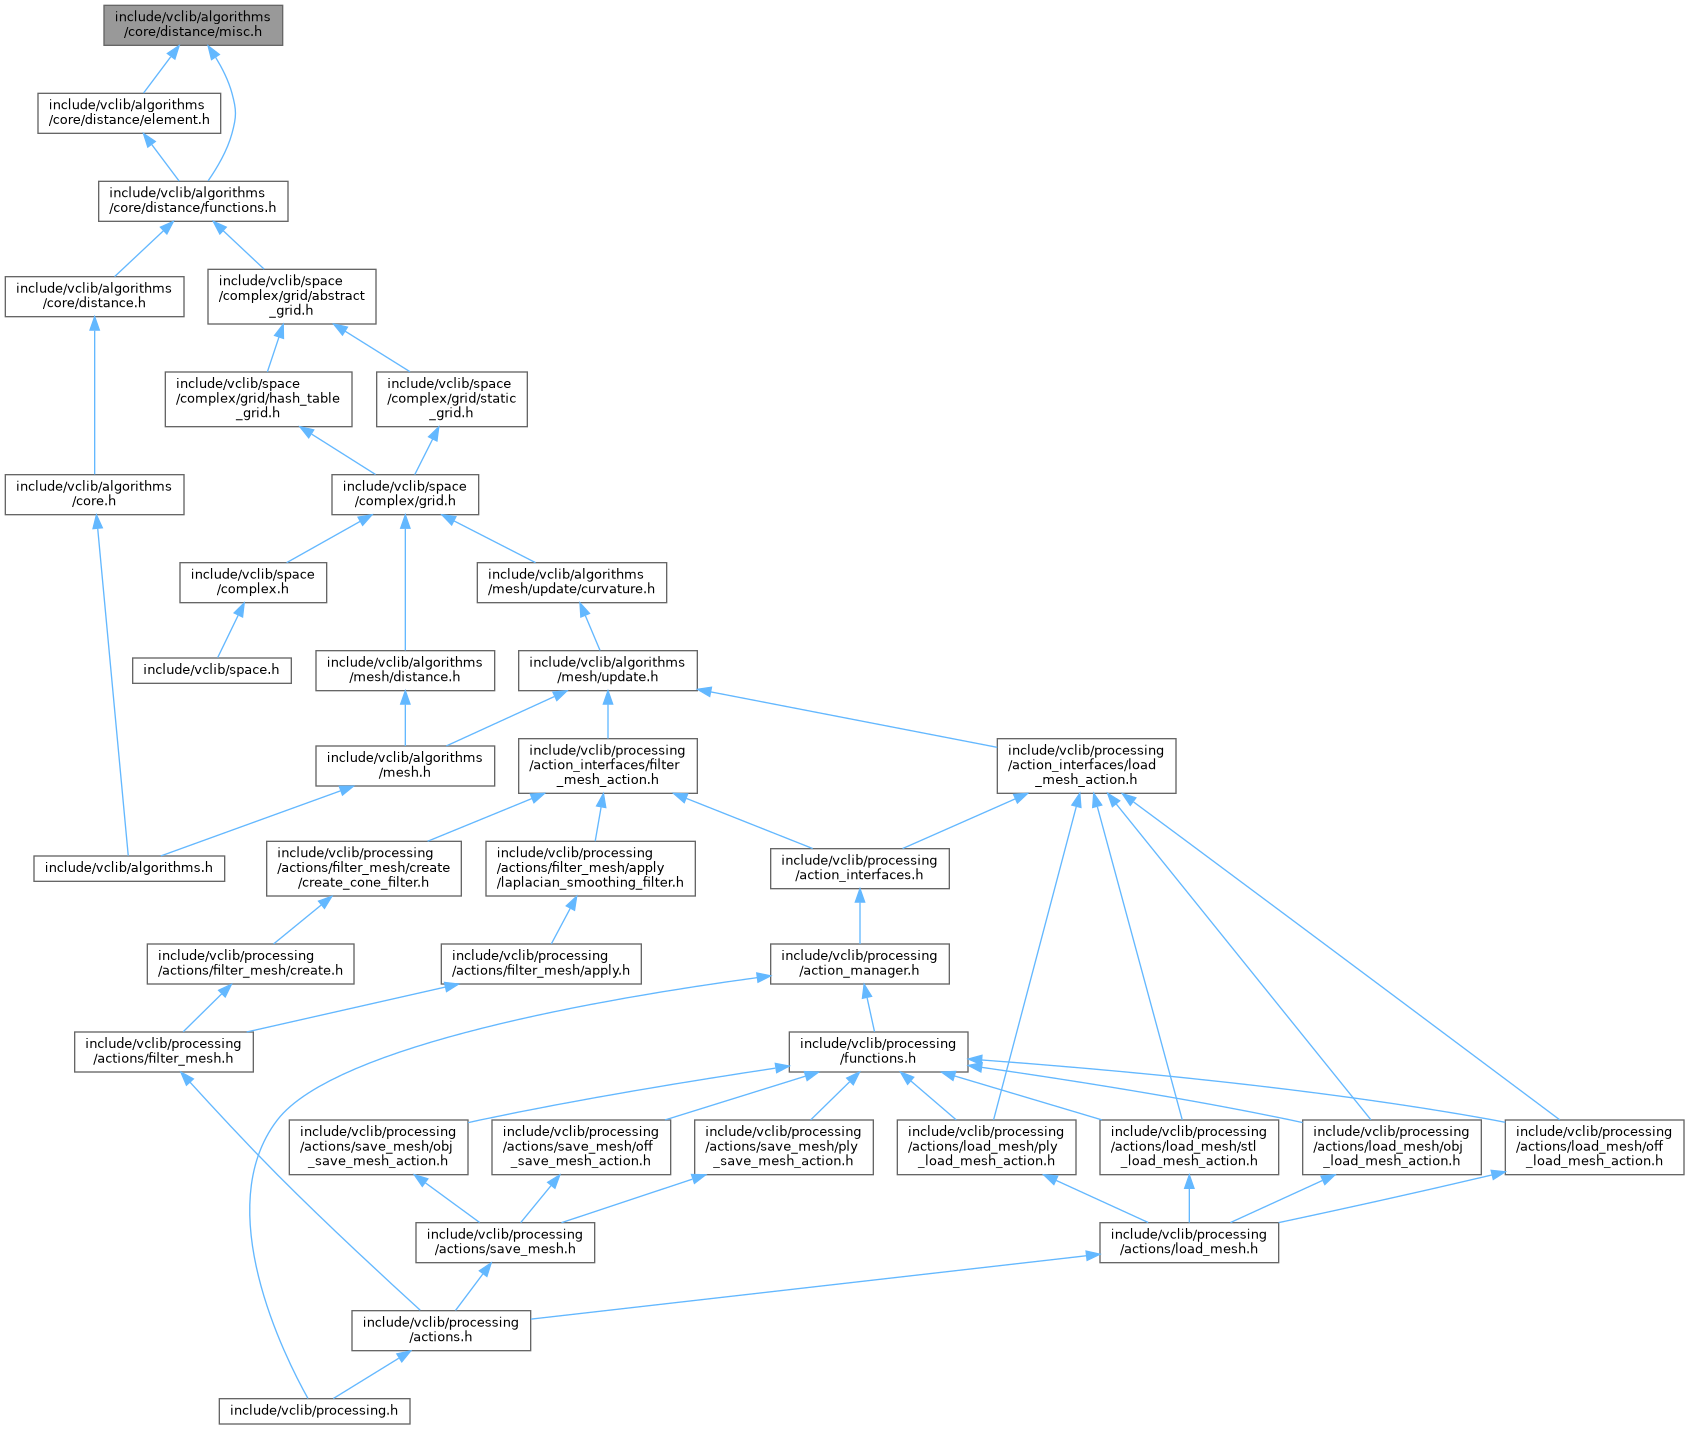 include/vclib/algorithms
/core/distance/misc.h
include/vclib/algorithms
/core/distance/element.h
include/vclib/algorithms
/core/distance/functions.h
include/vclib/algorithms
/core/distance.h
include/vclib/space
/complex/grid/abstract
_grid.h
include/vclib/space
/complex/grid/hash_table
_grid.h
include/vclib/space
/complex/grid/static
_grid.h
include/vclib/algorithms
/core.h
include/vclib/space
/complex/grid.h
include/vclib/space
/complex.h
include/vclib/algorithms
/mesh/update/curvature.h
include/vclib/space.h
include/vclib/algorithms
/mesh/distance.h
include/vclib/algorithms
/mesh/update.h
include/vclib/algorithms
/mesh.h
include/vclib/processing
/action_interfaces/filter
_mesh_action.h
include/vclib/processing
/action_interfaces/load
_mesh_action.h
include/vclib/algorithms.h
include/vclib/processing
/actions/filter_mesh/create
/create_cone_filter.h
include/vclib/processing
/actions/filter_mesh/apply
/laplacian_smoothing_filter.h
include/vclib/processing
/action_interfaces.h
include/vclib/processing
/actions/filter_mesh/create.h
include/vclib/processing
/actions/filter_mesh/apply.h
include/vclib/processing
/action_manager.h
include/vclib/processing
/actions/filter_mesh.h
include/vclib/processing
/functions.h
include/vclib/processing
/actions/save_mesh/obj
_save_mesh_action.h
include/vclib/processing
/actions/save_mesh/off
_save_mesh_action.h
include/vclib/processing
/actions/save_mesh/ply
_save_mesh_action.h
include/vclib/processing
/actions/load_mesh/ply
_load_mesh_action.h
include/vclib/processing
/actions/load_mesh/stl
_load_mesh_action.h
include/vclib/processing
/actions/load_mesh/obj
_load_mesh_action.h
include/vclib/processing
/actions/load_mesh/off
_load_mesh_action.h
include/vclib/processing
/actions/save_mesh.h
include/vclib/processing
/actions/load_mesh.h
include/vclib/processing
/actions.h
include/vclib/processing.h